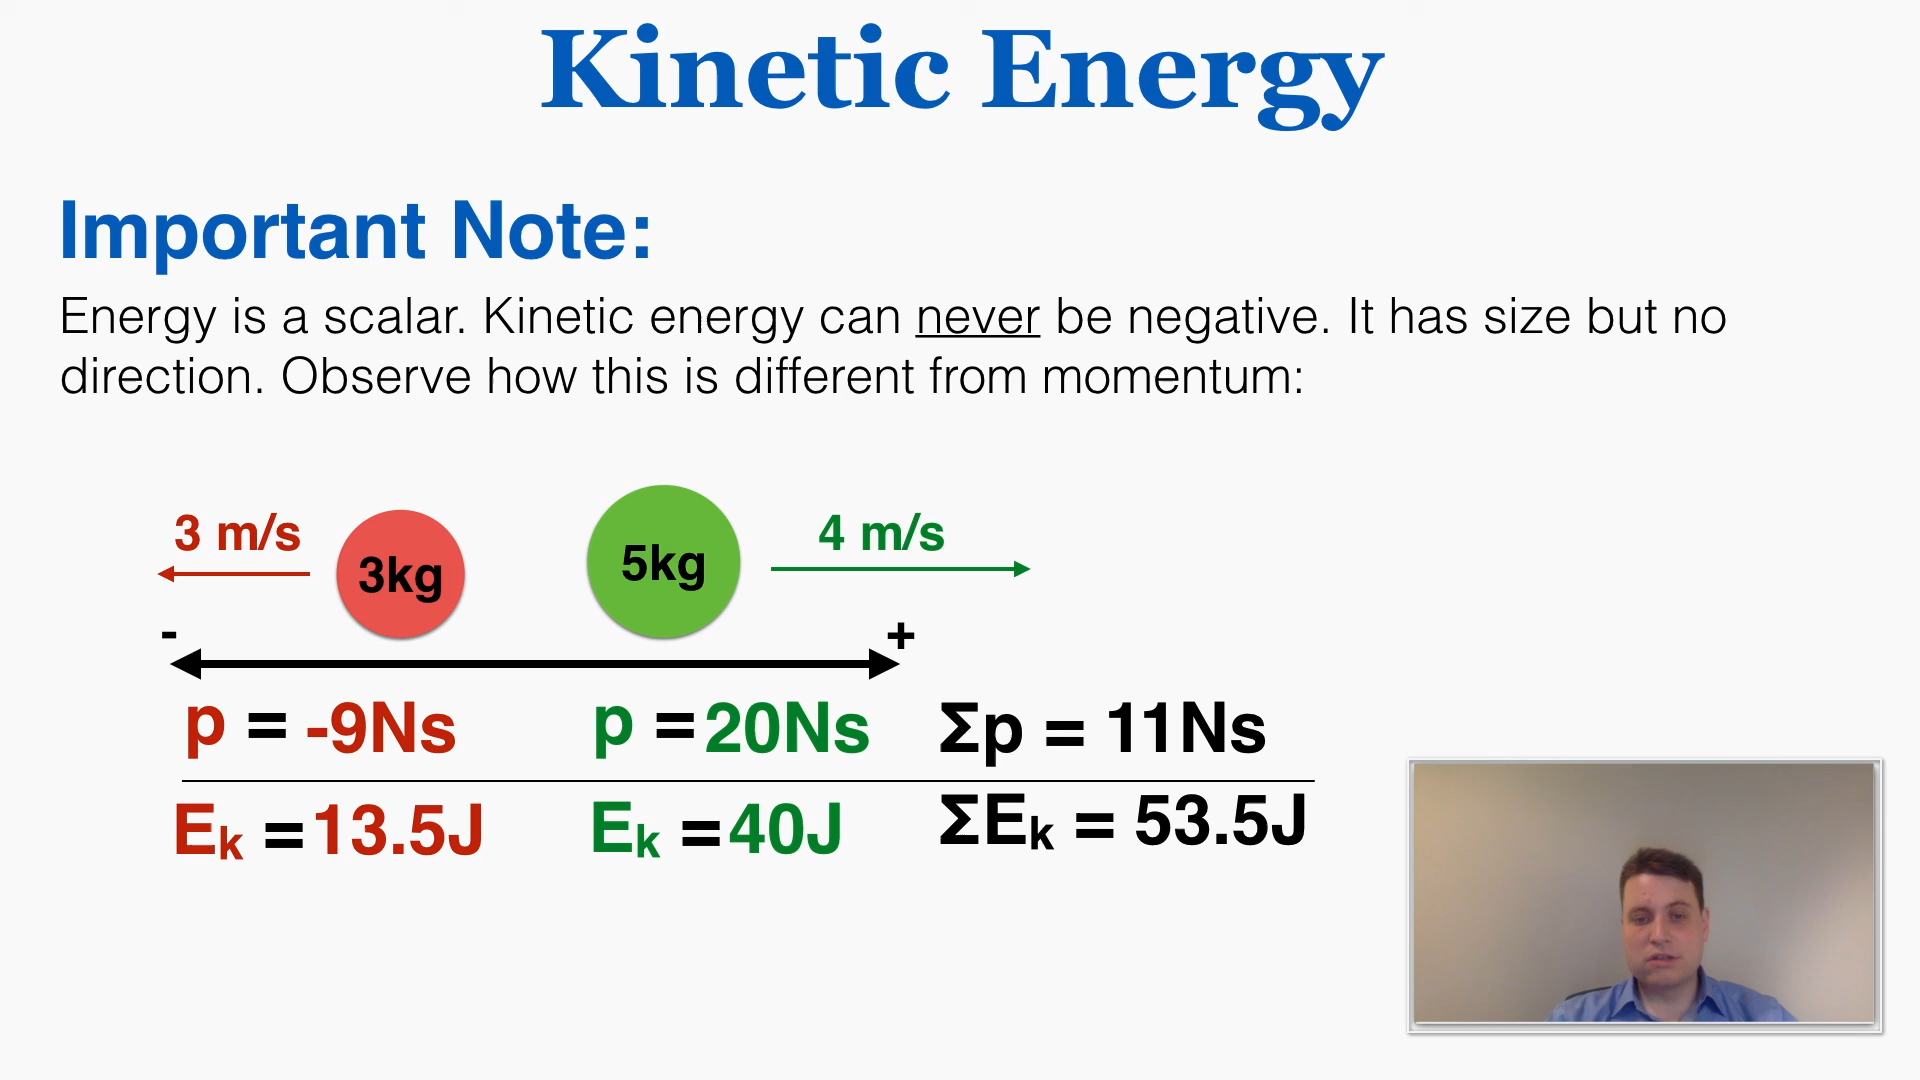 Kinetic Energy
Important Note:
Energy is a scalar. Kinetic energy can never be negative. It has size but no
direction. Observe how this is different from momentum:
3 m/s 3kg 5kg 4 m/s
- +
p = -9Ns p = 20Ns Σp = 11Ns
Eₖ = 13.5J Eₖ = 40J ΣEₖ = 53.5J